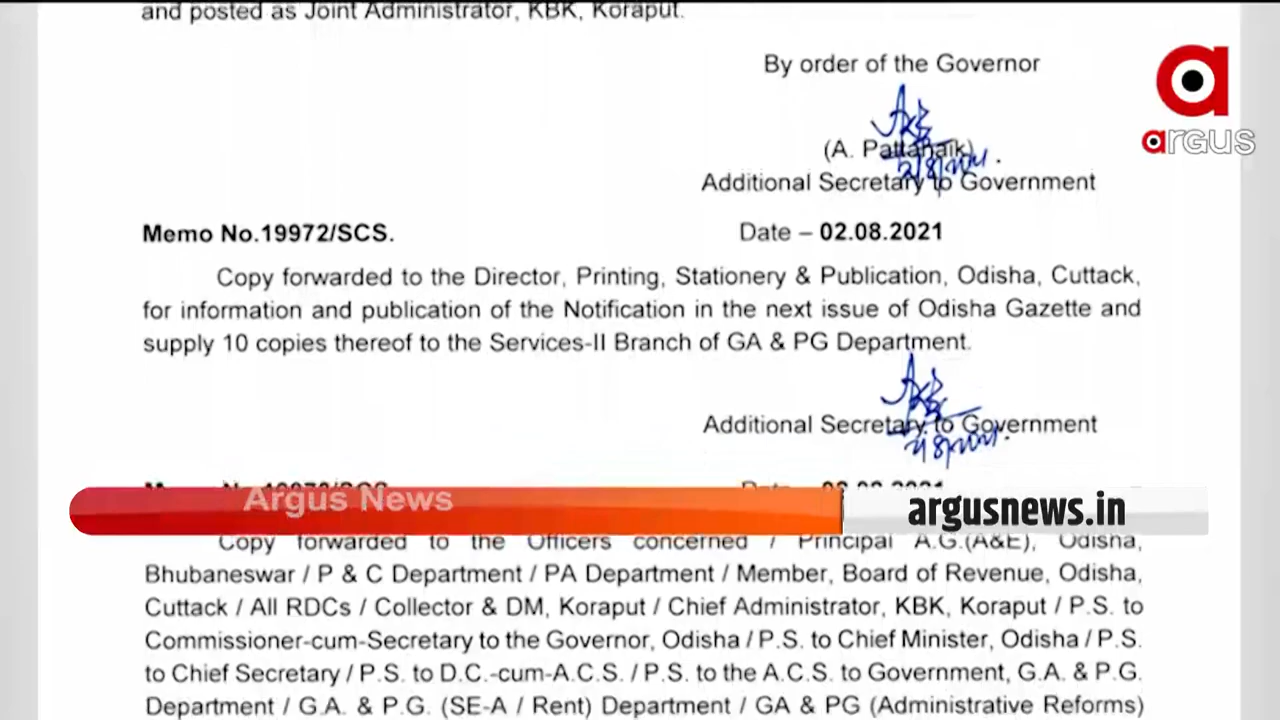 and posted as Joint Administrator, KBK, Koraput.
By order of the Governor
argus
(A. Pattanaik)
2/8/2021.
Additional Secretary to Government
Memo No.19972/SCS. Date – 02.08.2021
Copy forwarded to the Director, Printing, Stationery & Publication, Odisha, Cuttack,
for information and publication of the Notification in the next issue of Odisha Gazette and
supply 10 copies thereof to the Services-II Branch of GA & PG Department.
Additional Secretary to Government
2/8/2021.
Argus News argusnews.in
Copy forwarded to the Officers concerned / Principal A.G.(A&E), Odisha,
Bhubaneswar / P & C Department / PA Department / Member, Board of Revenue, Odisha,
Cuttack / All RDCs / Collector & DM, Koraput / Chief Administrator, KBK, Koraput / P.S. to
Commissioner-cum-Secretary to the Governor, Odisha / P.S. to Chief Minister, Odisha / P.S.
to Chief Secretary / P.S. to D.C.-cum-A.C.S. / P.S. to the A.C.S. to Government, G.A. & P.G.
Department / G.A. & P.G. (SE-A / Rent) Department / GA & PG (Administrative Reforms)